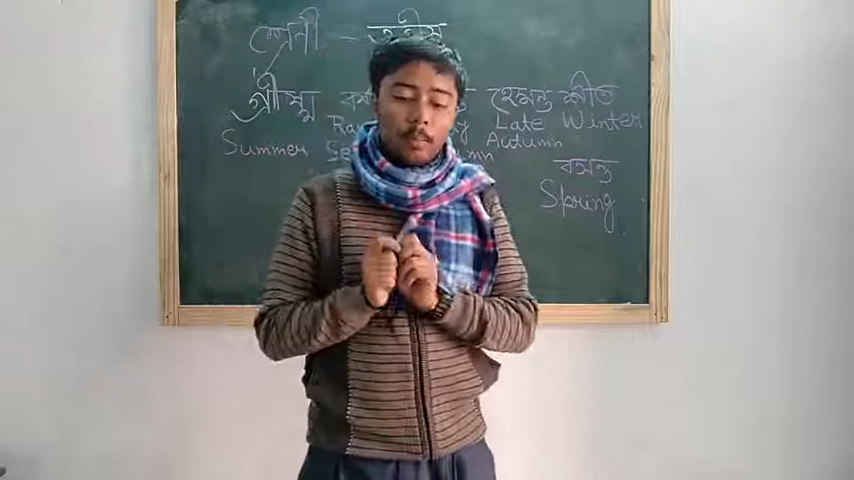 শ্রেণী - তৃতীয়
গ্রীষ্ম হেমন্ত শীত
Summer Late Winter
Autumn
বসন্ত
Spring